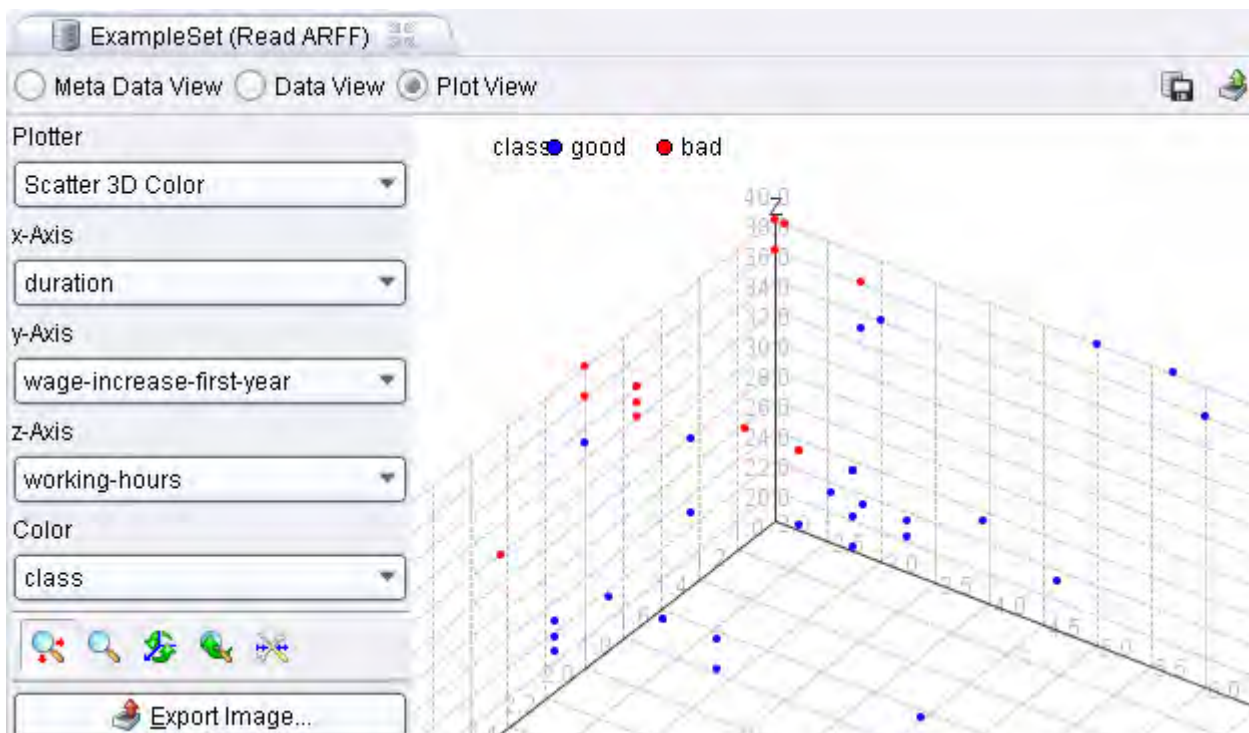 ExampleSet (Read ARFF)
Meta Data View Data View Plot View
Plotter
Scatter 3D Color
x-Axis
duration
y-Axis
wage-increase-first-year
z-Axis
working-hours
Color
class
Export Image...
class good bad
40.0
Z
38.0
36.0
34.0
32.0
30.0
28.0
26.0
24.0
22.0
20.0